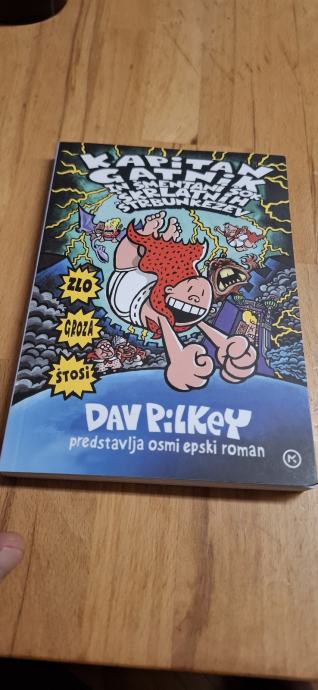 KAPITAN
GATNIK
ZLO
GROZA
ŠTOSI
DAV PILKEY
predstavlja osmi epski roman
M